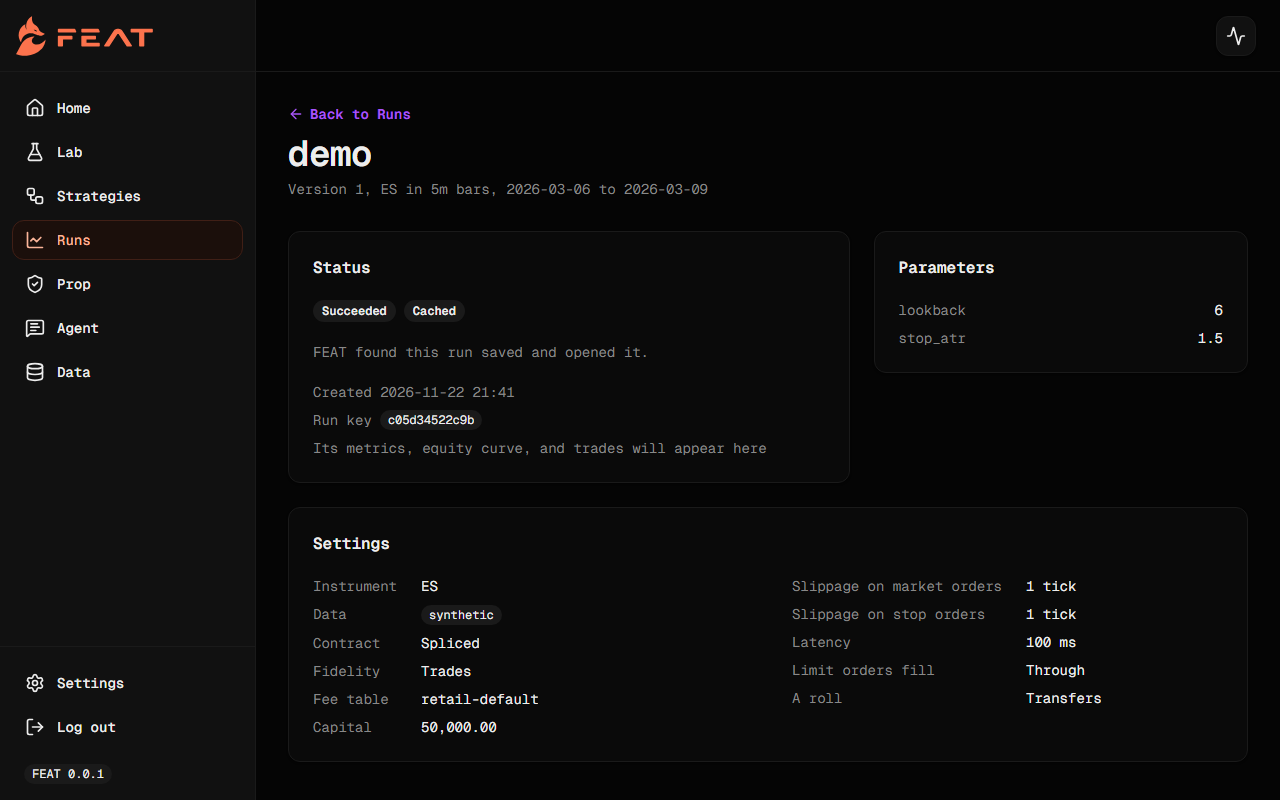 FEAT
Home
Lab
Strategies
Runs
Prop
Agent
Data
Settings
Log out
FEAT 0.0.1
← Back to Runs
demo
Version 1, ES in 5m bars, 2026-03-06 to 2026-03-09
Status
Succeeded Cached
FEAT found this run saved and opened it.
Created 2026-11-22 21:41
Run key c05d34522c9b
Its metrics, equity curve, and trades will appear here
Parameters
lookback 6
stop_atr 1.5
Settings
Instrument ES
Data synthetic
Contract Spliced
Fidelity Trades
Fee table retail-default
Capital 50,000.00
Slippage on market orders 1 tick
Slippage on stop orders 1 tick
Latency 100 ms
Limit orders fill Through
A roll Transfers